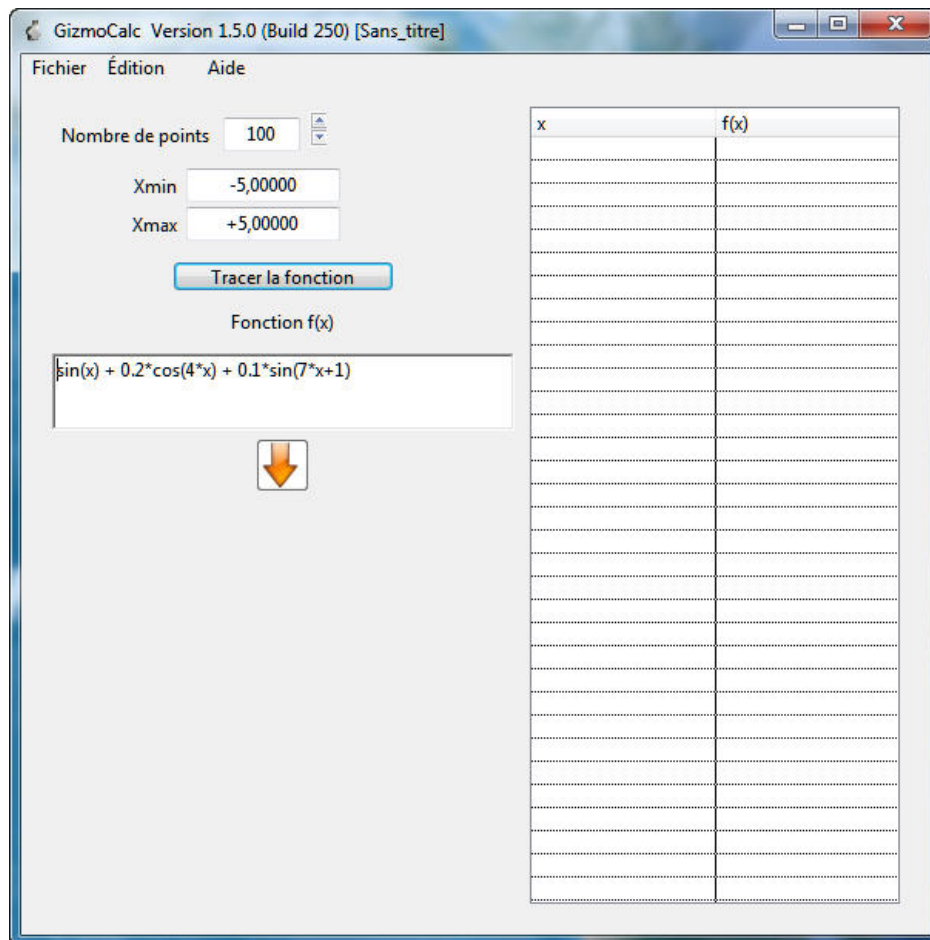 GizmoCalc Version 1.5.0 (Build 250) [Sans_titre]
Fichier Édition Aide
Nombre de points 100
Xmin -5,00000
Xmax +5,00000
Tracer la fonction
Fonction f(x)
sin(x) + 0.2*cos(4*x) + 0.1*sin(7*x+1)
x f(x)